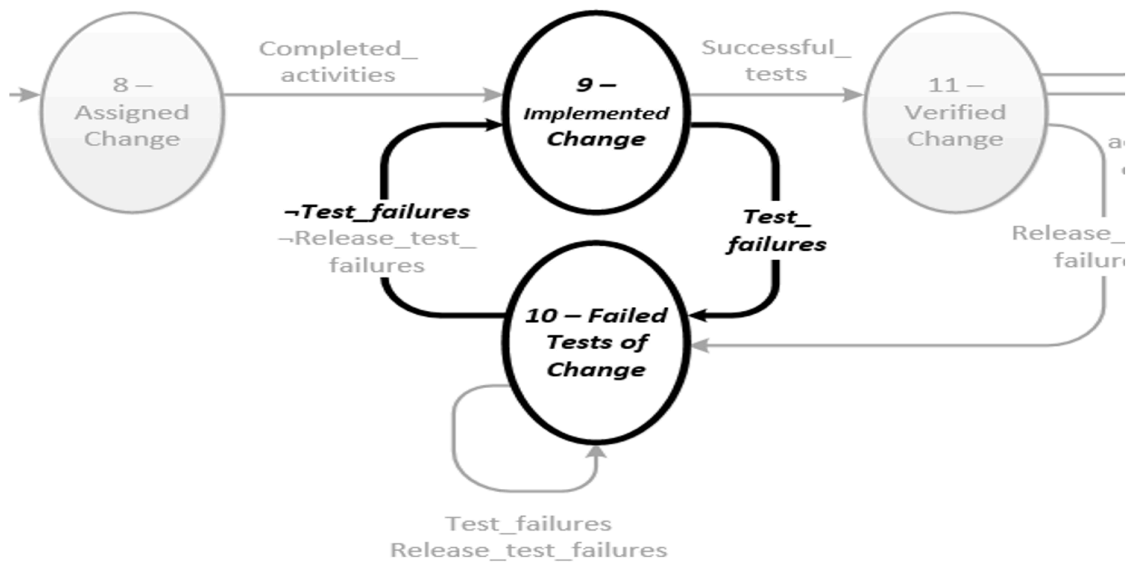 Completed_
activities
Successful_
tests
8 –
Assigned
Change
9 –
Implemented
Change
11 –
Verified
Change
¬Test_failures
¬Release_test_
failures
Test_
failures
Release_
failure
10 – Failed
Tests of
Change
Test_failures
Release_test_failures